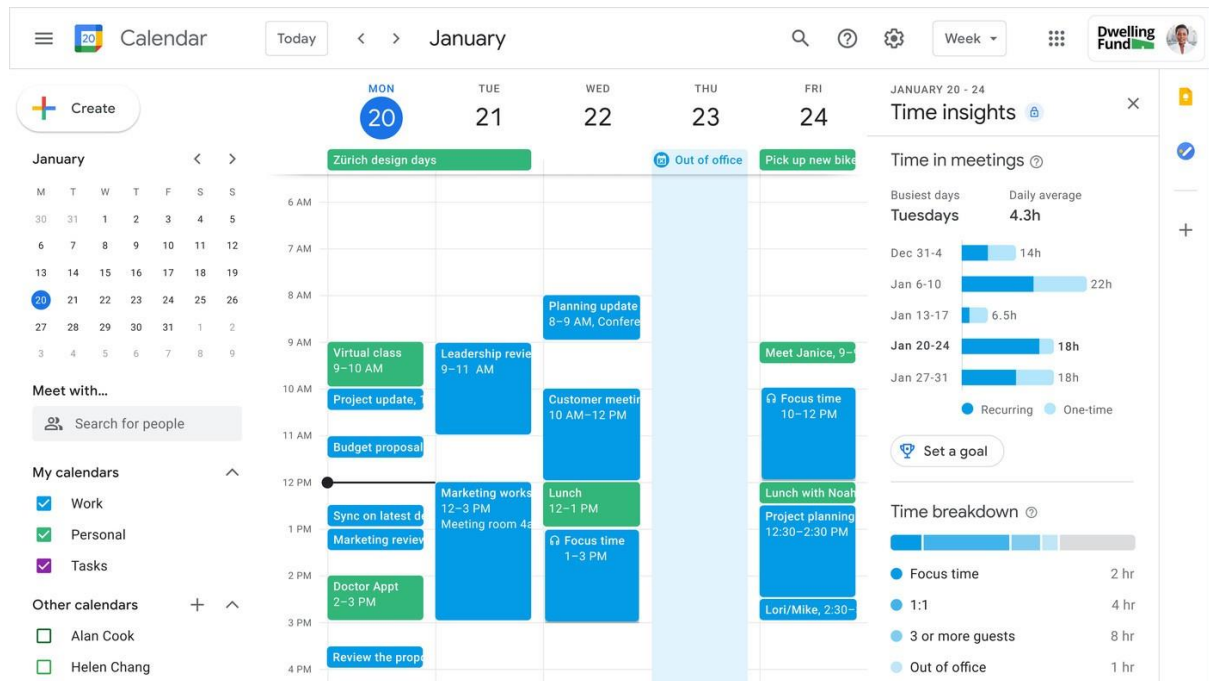 20
Calendar
Today
January
Week
Dwelling
Fund
Create
January
M T W T F S S
30 31 1 2 3 4 5
6 7 8 9 10 11 12
13 14 15 16 17 18 19
20 21 22 23 24 25 26
27 28 29 30 31 1 2
3 4 5 6 7 8 9
Meet with...
Search for people
My calendars
Work
Personal
Tasks
Other calendars
Alan Cook
Helen Chang
MON TUE WED THU FRI
20 21 22 23 24
Zürich design days
Out of office
Pick up new bike
6 AM
7 AM
8 AM
9 AM
10 AM
11 AM
12 PM
1 PM
2 PM
3 PM
4 PM
Virtual class
9–10 AM
Project update,
Budget proposal
Sync on latest
Marketing review
Doctor Appt
2–3 PM
Review the
Leadership
9–11 AM
Marketing
12–3 PM
Meeting room
Planning update
8–9 AM,
Customer
10 AM–12 PM
Lunch
12–1 PM
Focus time
1–3 PM
Meet Janice,
Focus time
10–12 PM
Lunch with Noah
Project planning
12:30–2:30 PM
Lori/Mike, 2:30–
JANUARY 20 - 24
Time insights
Time in meetings
Busiest days Daily average
Tuesdays 4.3h
Dec 31-4 14h
Jan 6-10 22h
Jan 13-17 6.5h
Jan 20-24 18h
Jan 27-31 18h
Recurring One-time
Set a goal
Time breakdown
Focus time 2 hr
1:1 4 hr
3 or more guests 8 hr
Out of office 1 hr